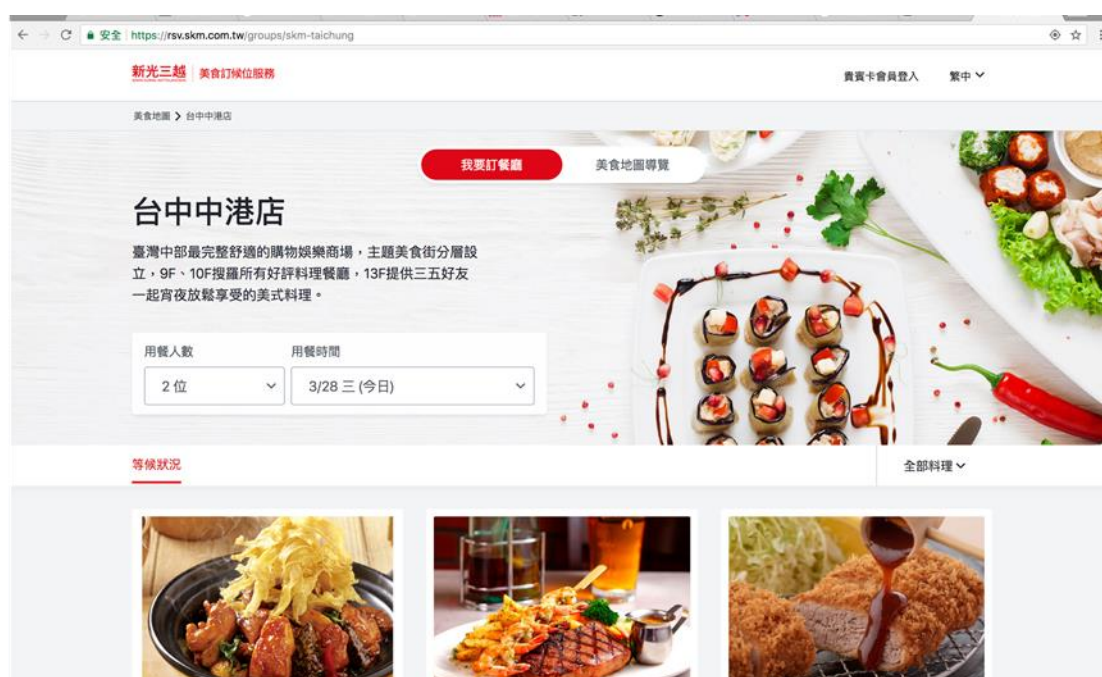 安全 https://rsv.skm.com.tw/groups/skm-taichung
新光三越 美食訂候位服務
貴賓卡會員登入 繁中
美食地圖 > 台中中港店
我要訂餐廳 美食地圖導覽
台中中港店
臺灣中部最完整舒適的購物娛樂商場，主題美食街分層設
立，9F、10F搜羅所有好評料理餐廳，13F提供三五好友
一起宵夜放鬆享受的美式料理。
用餐人數 用餐時間
2 位 3/28 三 (今日)
等候狀況 全部料理